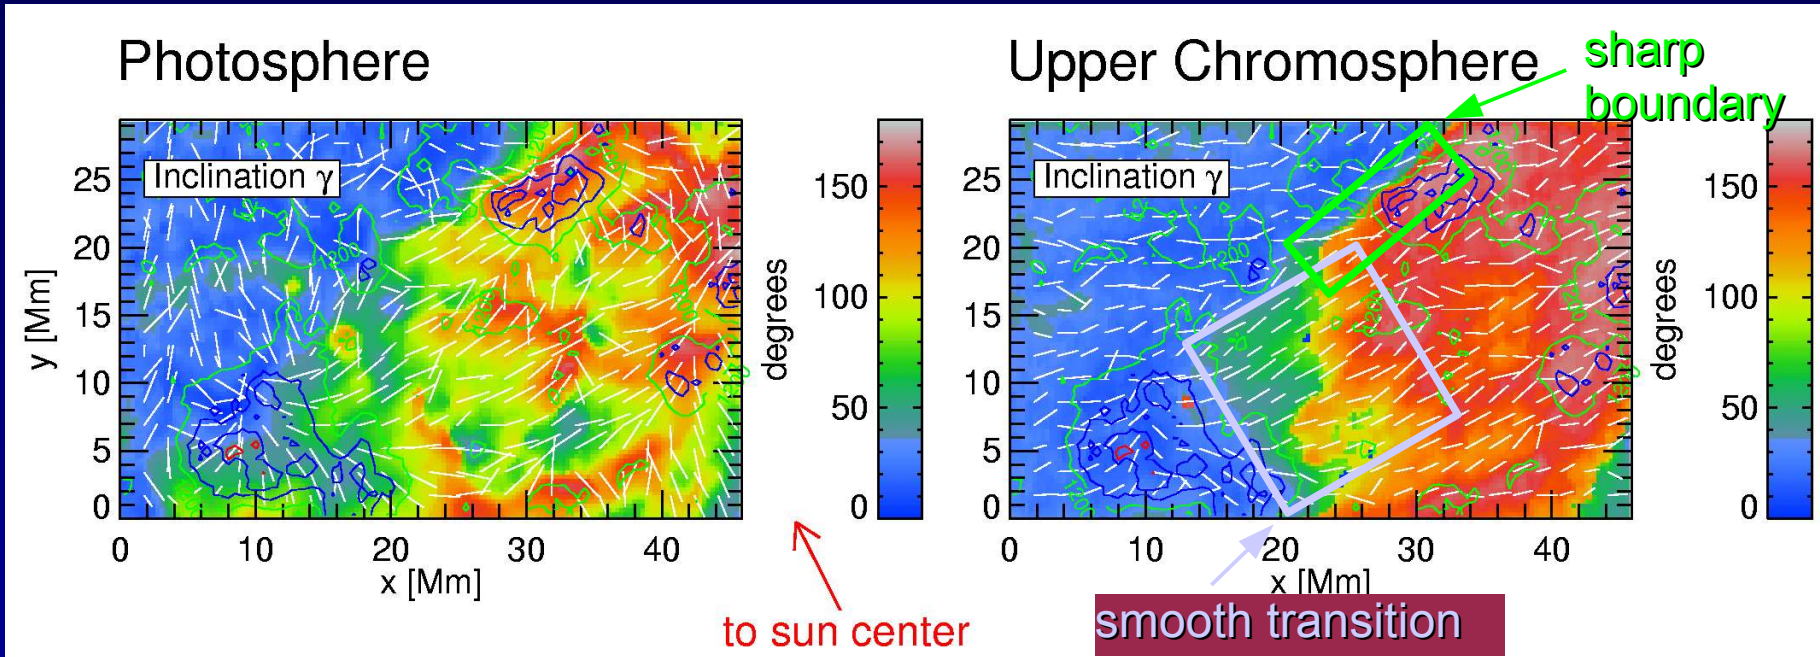 Photosphere
Inclination γ
1200
y [Mm]
25
20
15
10
5
0
0 10 20 30 40
x [Mm]
150
100
50
0
degrees
to sun center
Upper Chromosphere
sharp
boundary
Inclination γ
1200
25
20
15
10
5
0
0 10 20 30 40
x [Mm]
150
100
50
0
degrees
smooth transition